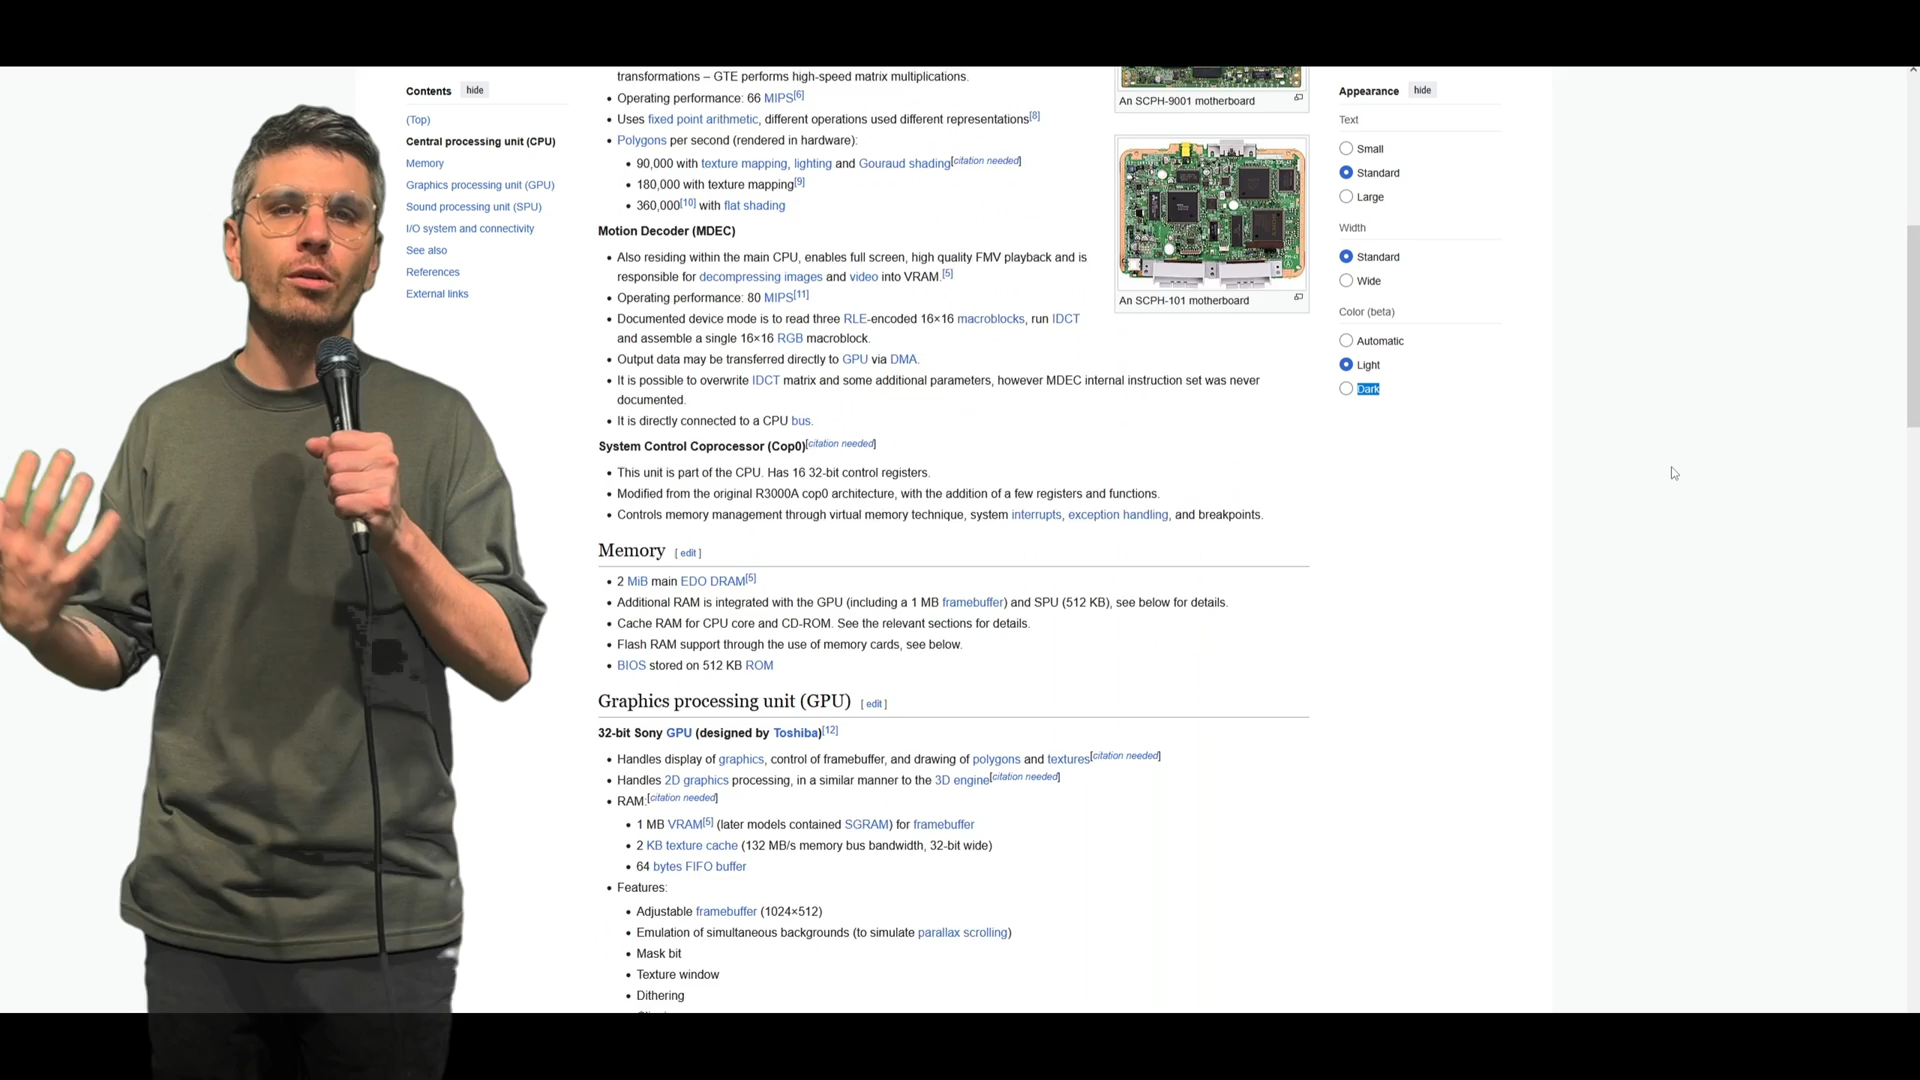 Contents hide
(Top)
Central processing unit (CPU)
Memory
Graphics processing unit (GPU)
Sound processing unit (SPU)
I/O system and connectivity
See also
References
External links
transformations – GTE performs high-speed matrix multiplications.
• Operating performance: 66 MIPS[6]
• Uses fixed point arithmetic, different operations used different representations[8]
• Polygons per second (rendered in hardware):
• 90,000 with texture mapping, lighting and Gouraud shading[citation needed]
• 180,000 with texture mapping[9]
• 360,000[10] with flat shading
Motion Decoder (MDEC)
• Also residing within the main CPU, enables full screen, high quality FMV playback and is
responsible for decompressing images and video into VRAM.[5]
• Operating performance: 80 MIPS[11]
• Documented device mode is to read three RLE-encoded 16×16 macroblocks, run IDCT
and assemble a single 16×16 RGB macroblock.
• Output data may be transferred directly to GPU via DMA.
• It is possible to overwrite IDCT matrix and some additional parameters, however MDEC internal instruction set was never
documented.
• It is directly connected to a CPU bus.
System Control Coprocessor (Cop0)[citation needed]
• This unit is part of the CPU. Has 16 32-bit control registers.
• Modified from the original R3000A cop0 architecture, with the addition of a few registers and functions.
• Controls memory management through virtual memory technique, system interrupts, exception handling, and breakpoints.
Memory [ edit ]
• 2 MiB main EDO DRAM[5]
• Additional RAM is integrated with the GPU (including a 1 MB framebuffer) and SPU (512 KB), see below for details.
• Cache RAM for CPU core and CD-ROM. See the relevant sections for details.
• Flash RAM support through the use of memory cards, see below.
• BIOS stored on 512 KB ROM
Graphics processing unit (GPU) [ edit ]
32-bit Sony GPU (designed by Toshiba)[12]
• Handles display of graphics, control of framebuffer, and drawing of polygons and textures[citation needed]
• Handles 2D graphics processing, in a similar manner to the 3D engine[citation needed]
• RAM:[citation needed]
• 1 MB VRAM[5] (later models contained SGRAM) for framebuffer
• 2 KB texture cache (132 MB/s memory bus bandwidth, 32-bit wide)
• 64 bytes FIFO buffer
• Features:
• Adjustable framebuffer (1024×512)
• Emulation of simultaneous backgrounds (to simulate parallax scrolling)
• Mask bit
• Texture window
• Dithering
An SCPH-9001 motherboard
An SCPH-101 motherboard
Appearance hide
Text
Small
Standard
Large
Width
Standard
Wide
Color (beta)
Automatic
Light
Dark